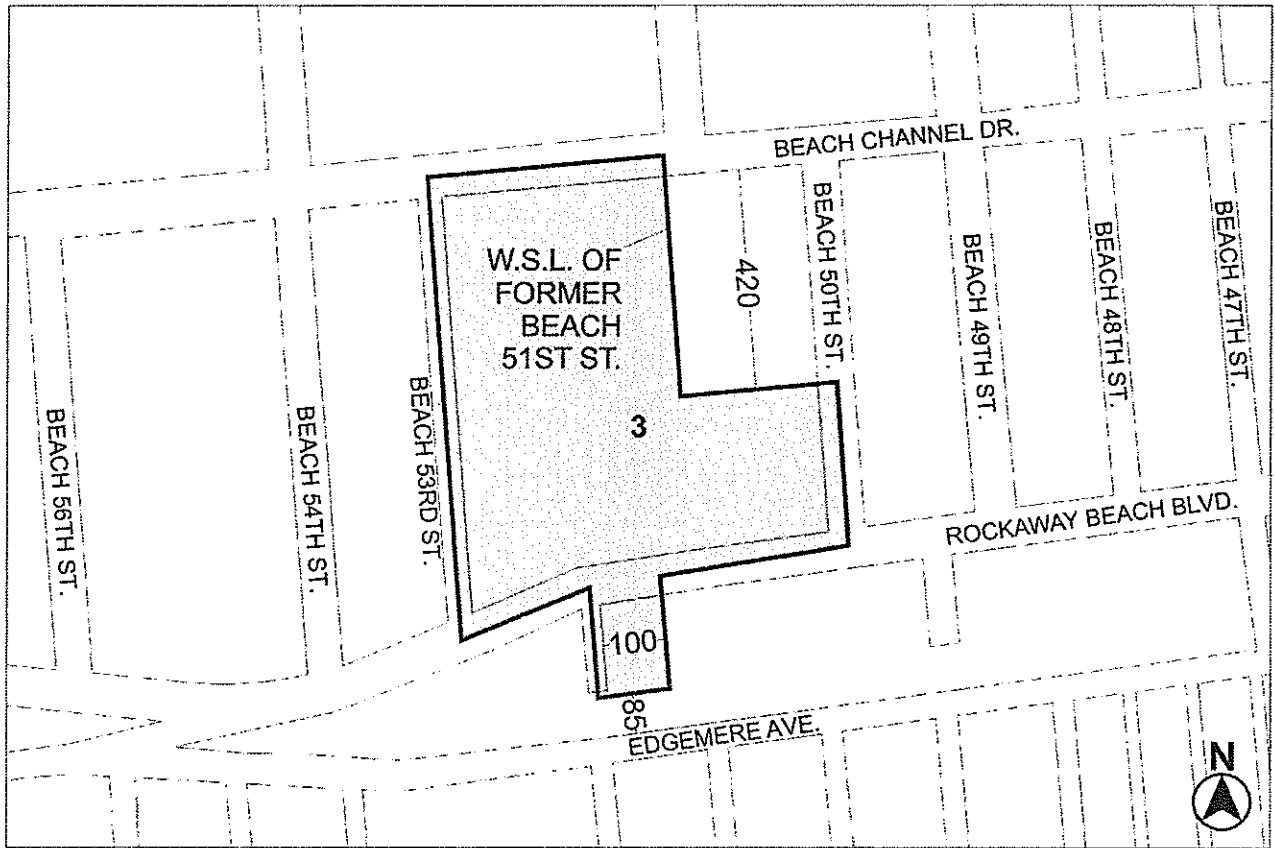 BEACH CHANNEL DR.
W.S.L. OF
FORMER
BEACH
51ST ST.
420
BEACH 50TH ST.
BEACH 49TH ST.
BEACH 48TH ST.
BEACH 47TH ST.
BEACH 56TH ST.
BEACH 54TH ST.
BEACH 53RD ST.
3
ROCKAWAY BEACH BLVD.
100
85
EDGEMERE AVE.
N